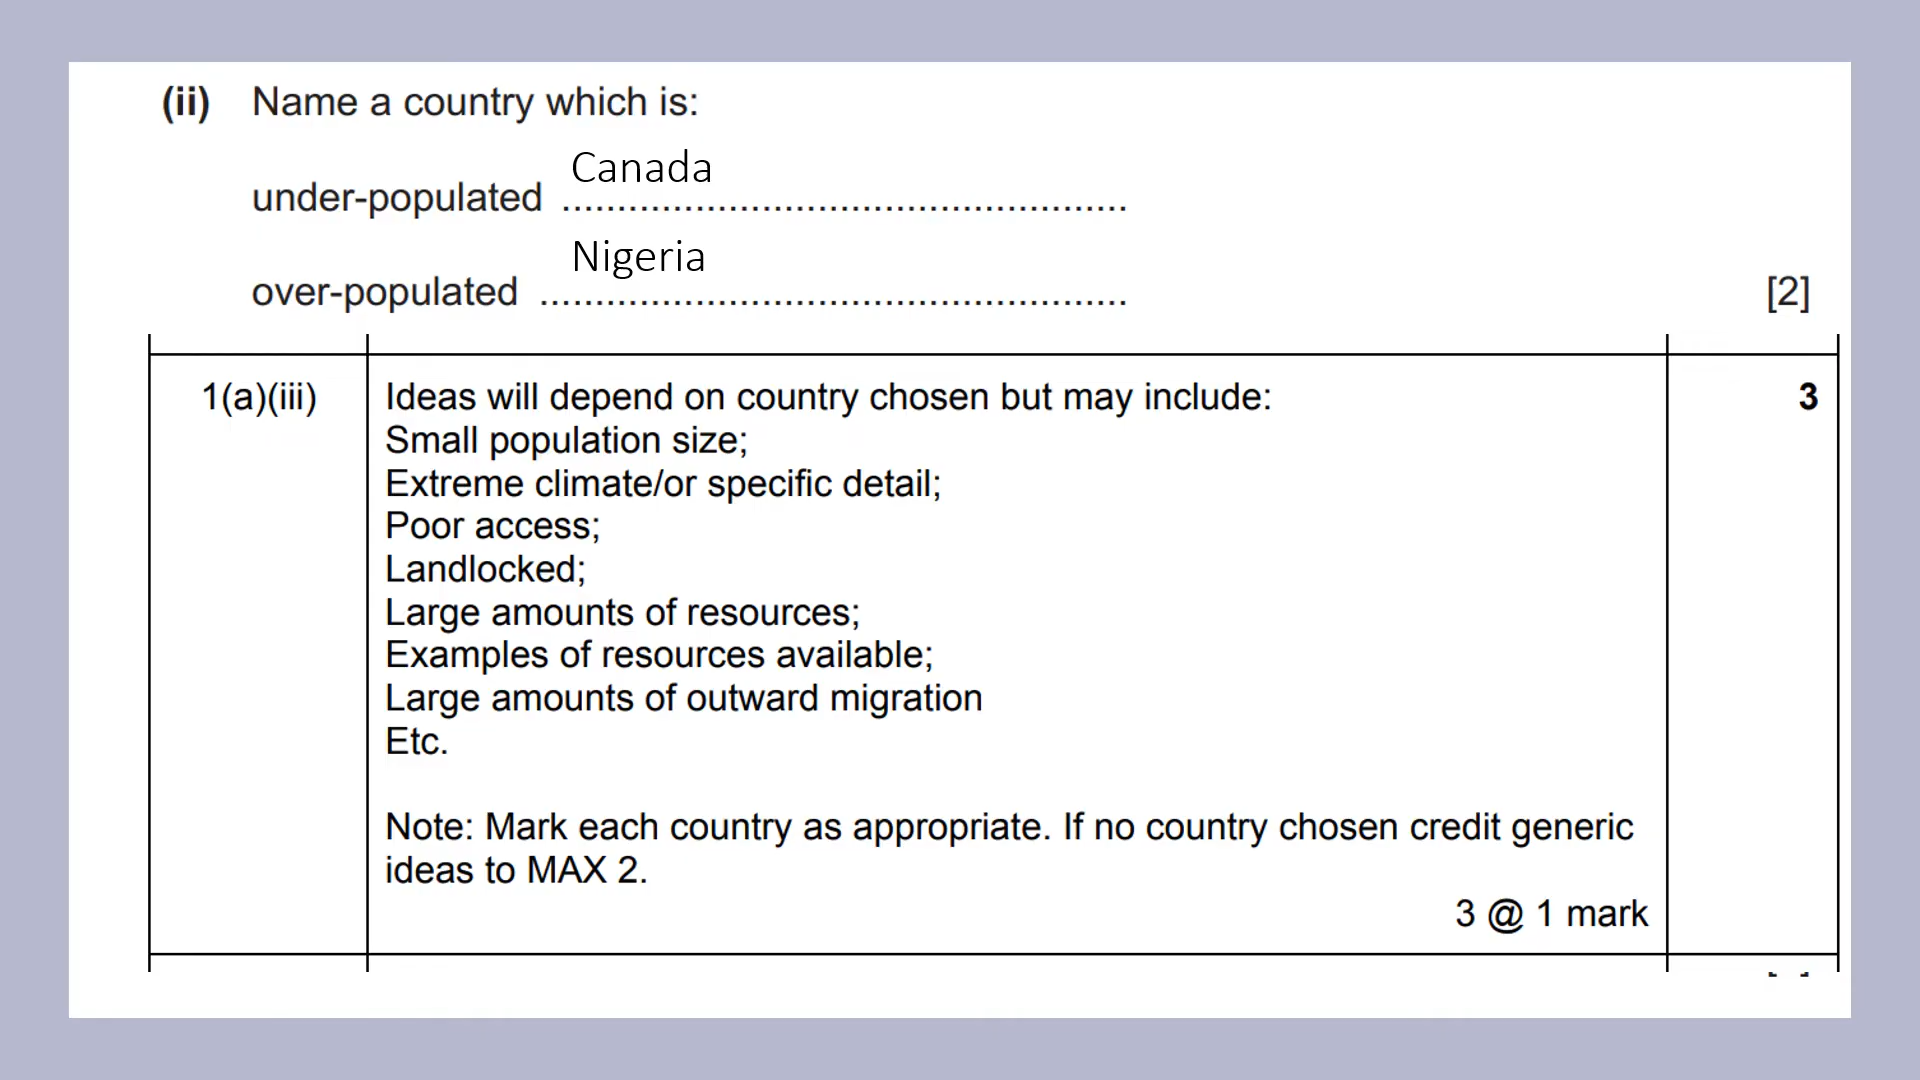 (ii) Name a country which is:
Canada
under-populated ..................................................
Nigeria
over-populated .................................................... [2]
1(a)(iii) Ideas will depend on country chosen but may include: 3
Small population size;
Extreme climate/or specific detail;
Poor access;
Landlocked;
Large amounts of resources;
Examples of resources available;
Large amounts of outward migration
Etc.
Note: Mark each country as appropriate. If no country chosen credit generic
ideas to MAX 2.
3 @ 1 mark